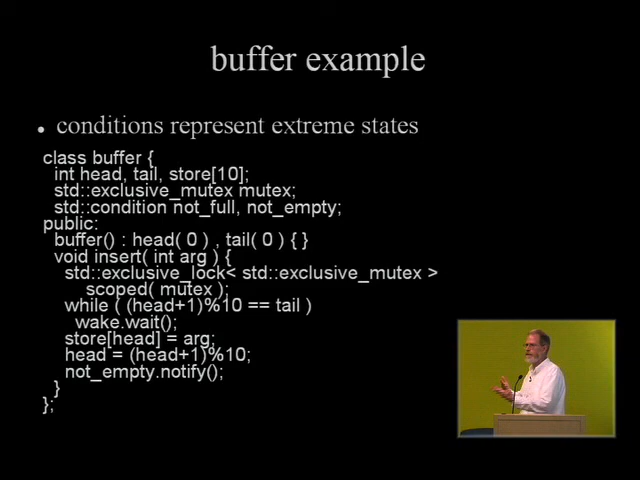 buffer example
• conditions represent extreme states
class buffer {
int head, tail, store[10];
std::exclusive_mutex mutex;
std::condition not_full, not_empty;
public:
buffer() : head( 0 ) , tail( 0 ) { }
void insert( int arg ) {
std::exclusive_lock< std::exclusive_mutex >
scoped( mutex );
while ( (head+1)%10 == tail )
wake.wait();
store[head] = arg;
head = (head+1)%10;
not_empty.notify();
}
};